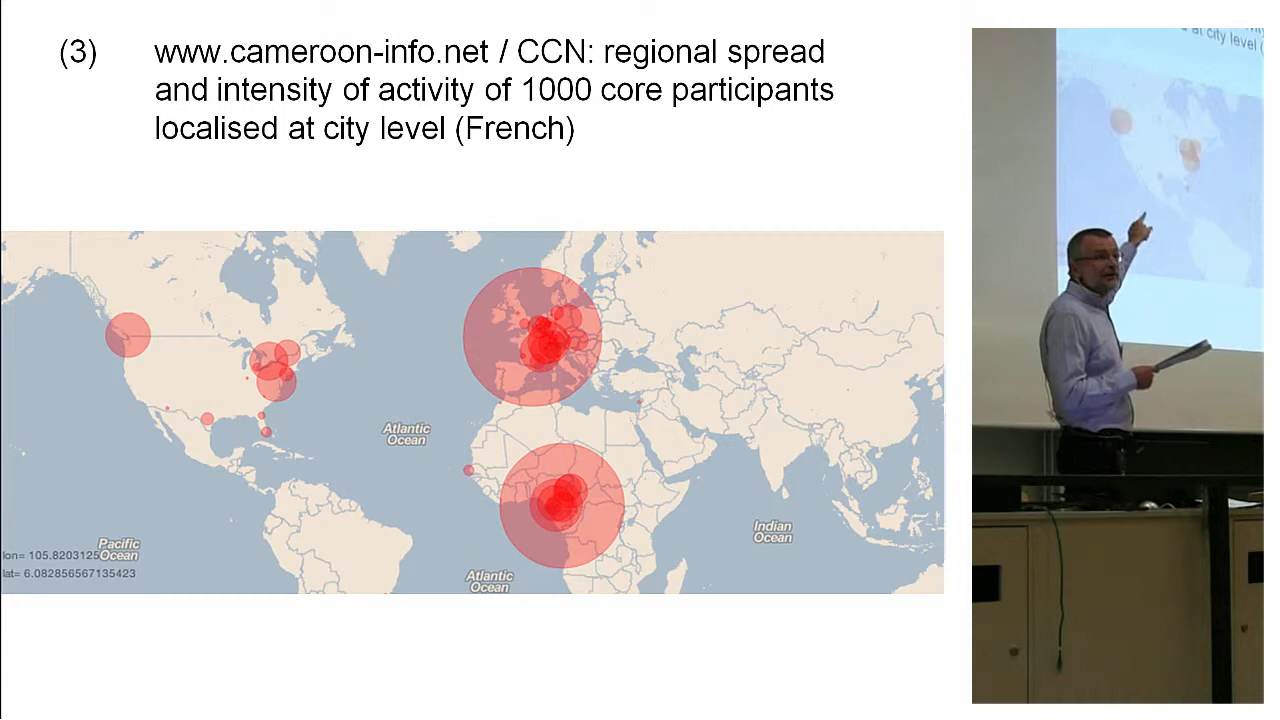 (3) www.cameroon-info.net / CCN: regional spread
and intensity of activity of 1000 core participants
localised at city level (French)
Atlantic
Ocean
Pacific
Ocean
Indian
Ocean
Atlantic
Ocean
lon= 105.8203125
lat= 6.082856567135423
at city level (